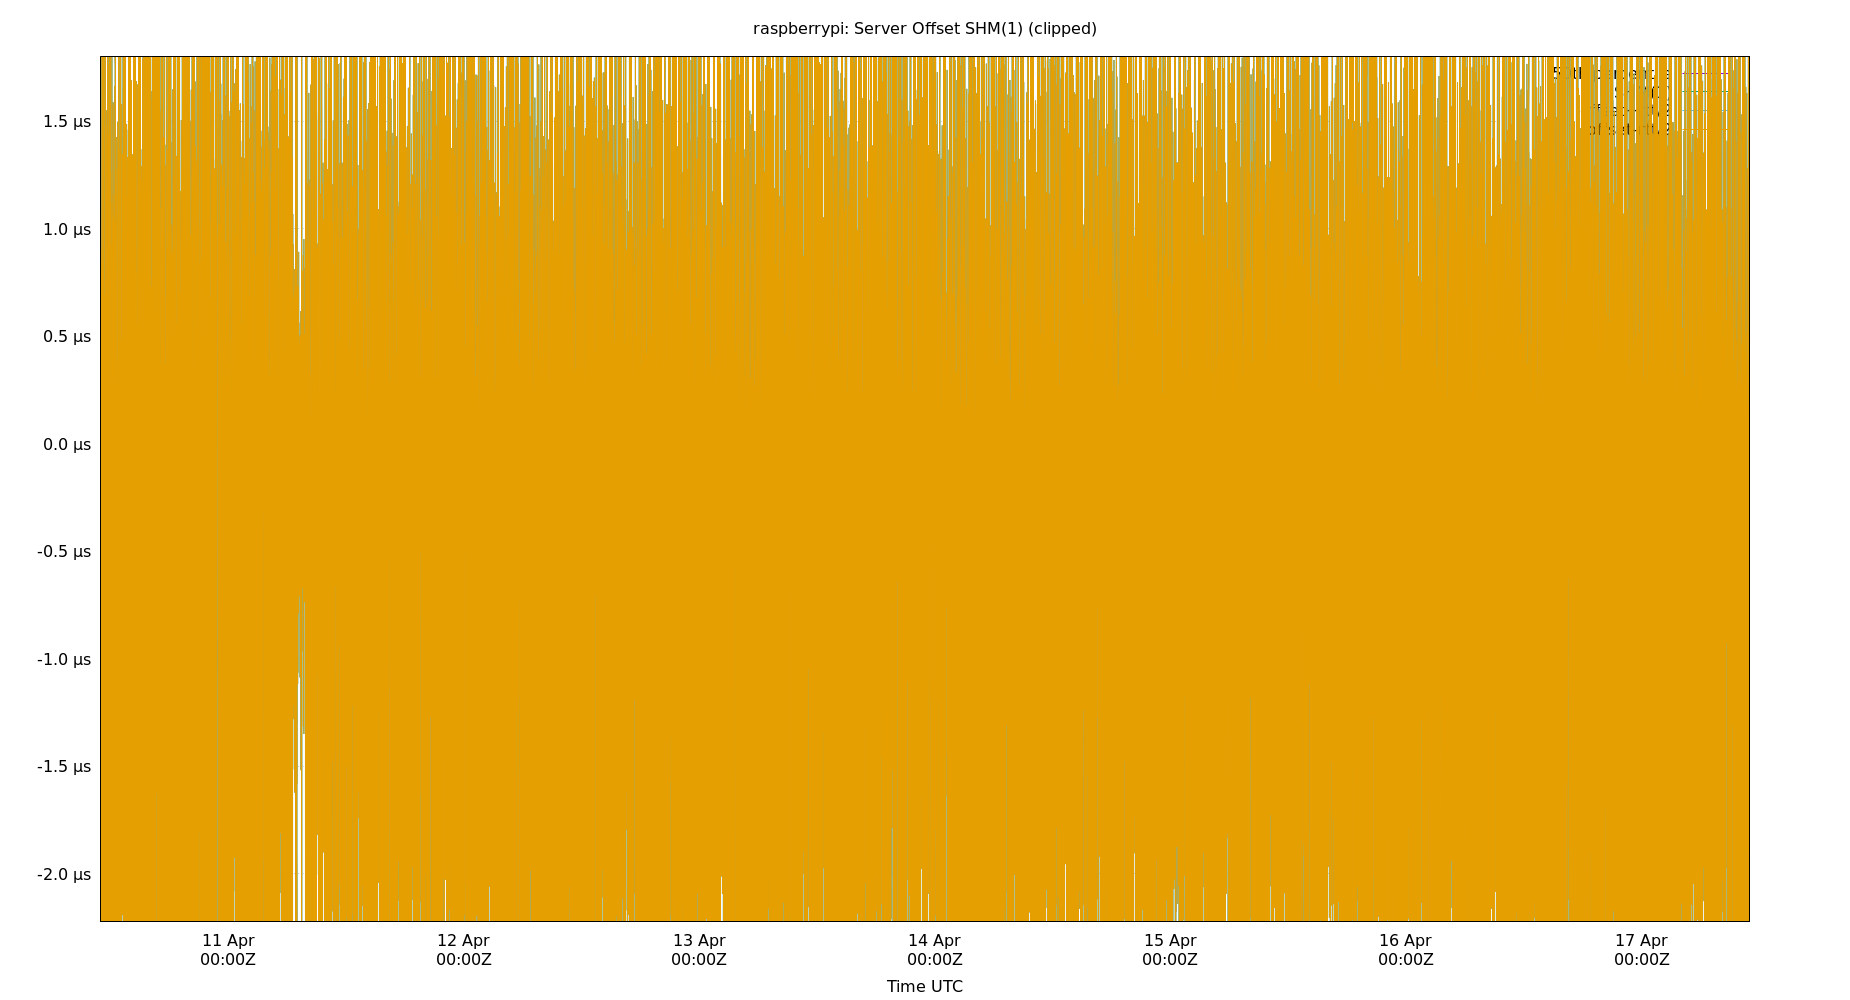 raspberrypi: Server Offset SHM(1) (clipped)
1.5 µs
1.0 µs
0.5 µs
0.0 µs
-0.5 µs
-1.0 µs
-1.5 µs
-2.0 µs
11 Apr 12 Apr 13 Apr 14 Apr 15 Apr 16 Apr 17 Apr
00:00Z 00:00Z 00:00Z 00:00Z 00:00Z 00:00Z 00:00Z
Time UTC